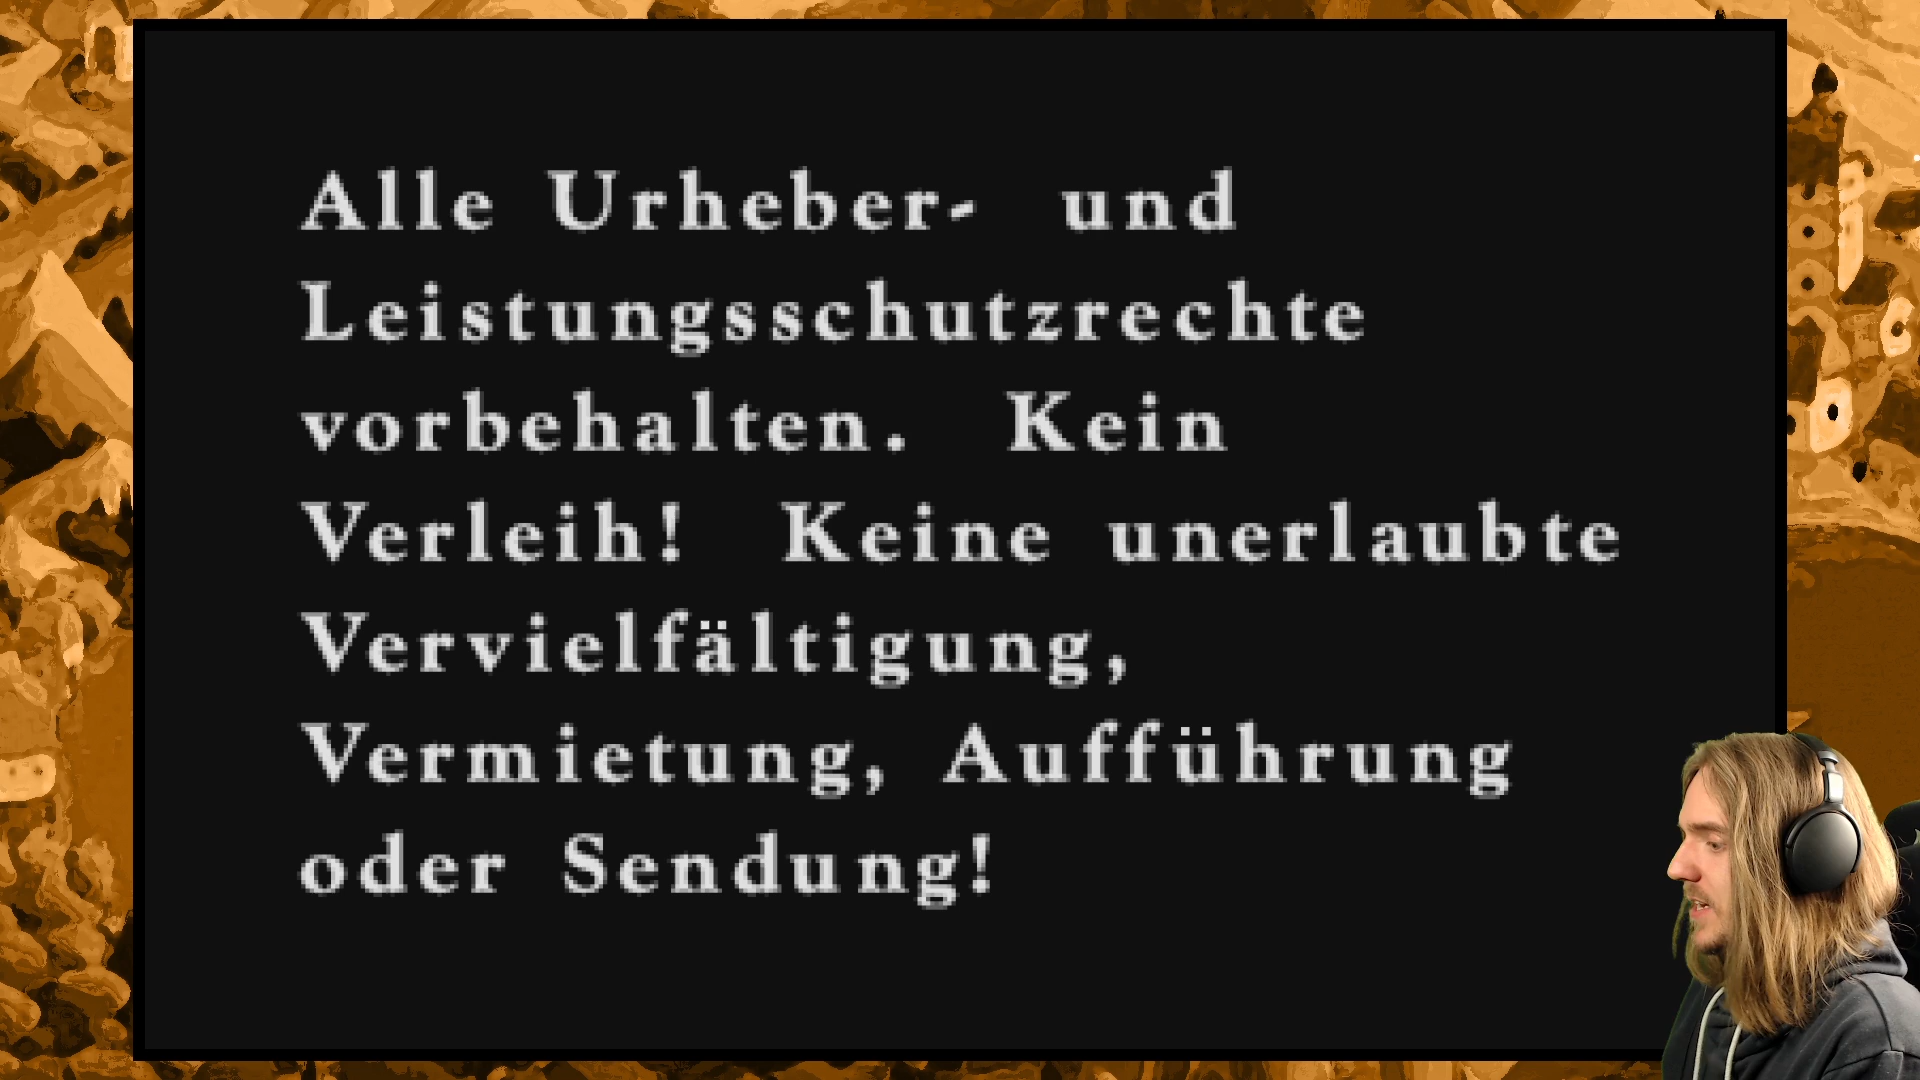 Alle Urheber- und
Leistungsschutzrechte
vorbehalten. Kein
Verleih! Keine unerlaubte
Vervielfältigung,
Vermietung, Aufführung
oder Sendung!